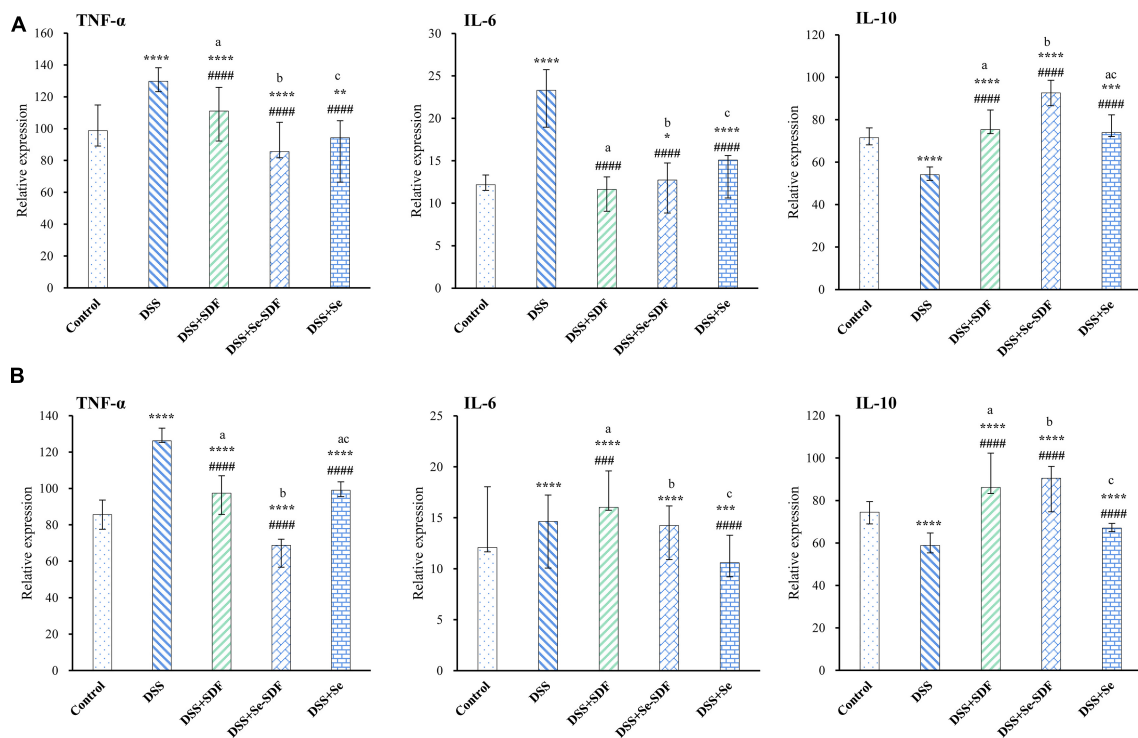 A
TNF-α
IL-6
IL-10
Relative expression
160
140
120
100
80
60
40
20
0
****
a
****
####
b
****
####
c
**
####
Control
DSS
DSS+SDF
DSS+Se-SDF
DSS+Se
Relative expression
30
25
20
15
10
5
0
****
a
####
b
*
####
c
****
####
Control
DSS
DSS+SDF
DSS+Se-SDF
DSS+Se
Relative expression
120
100
80
60
40
20
0
****
a
****
####
b
****
####
ac
***
####
Control
DSS
DSS+SDF
DSS+Se-SDF
DSS+Se
B
TNF-α
IL-6
IL-10
Relative expression
140
120
100
80
60
40
20
0
****
a
****
####
b
****
####
ac
****
####
Control
DSS
DSS+SDF
DSS+Se-SDF
DSS+Se
Relative expression
25
20
15
10
5
0
****
a
****
###
b
****
c
***
####
Control
DSS
DSS+SDF
DSS+Se-SDF
DSS+Se
Relative expression
120
100
80
60
40
20
0
****
a
****
####
b
****
####
c
****
####
Control
DSS
DSS+SDF
DSS+Se-SDF
DSS+Se